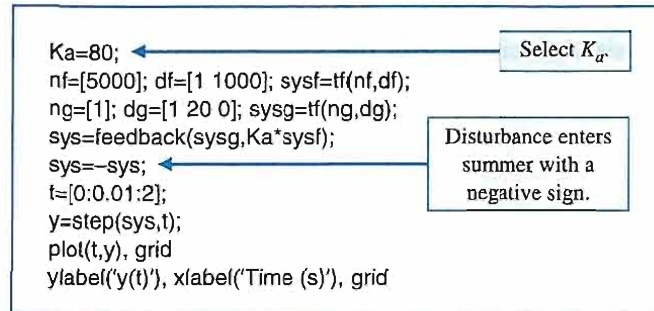 Ka=80;
Select Ka.
nf=[5000]; df=[1 1000]; sysf=tf(nf,df);
ng=[1]; dg=[1 20 0]; sysg=tf(ng,dg);
sys=feedback(sysg,Ka*sysf);
sys=–sys;
Disturbance enters
summer with a
negative sign.
t=[0:0.01:2];
y=step(sys,t);
plot(t,y), grid
ylabel('y(t)'), xlabel('Time (s)'), grid